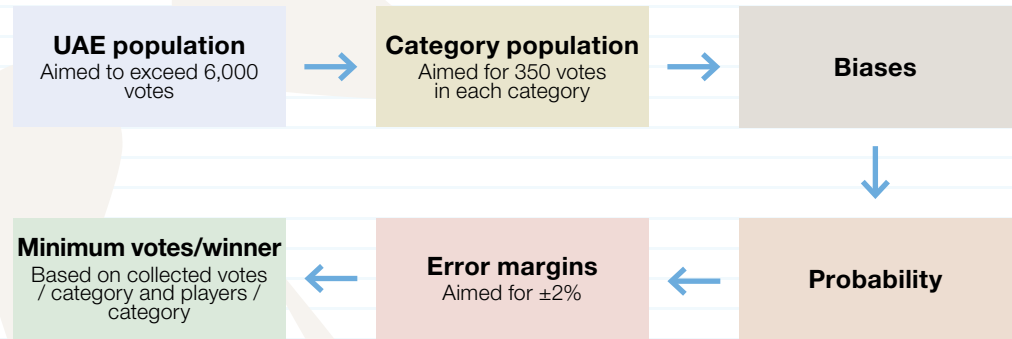 UAE population
Aimed to exceed 6,000
votes
Category population
Aimed for 350 votes
in each category
Biases
Probability
Error margins
Aimed for ±2%
Minimum votes/winner
Based on collected votes
/ category and players /
category